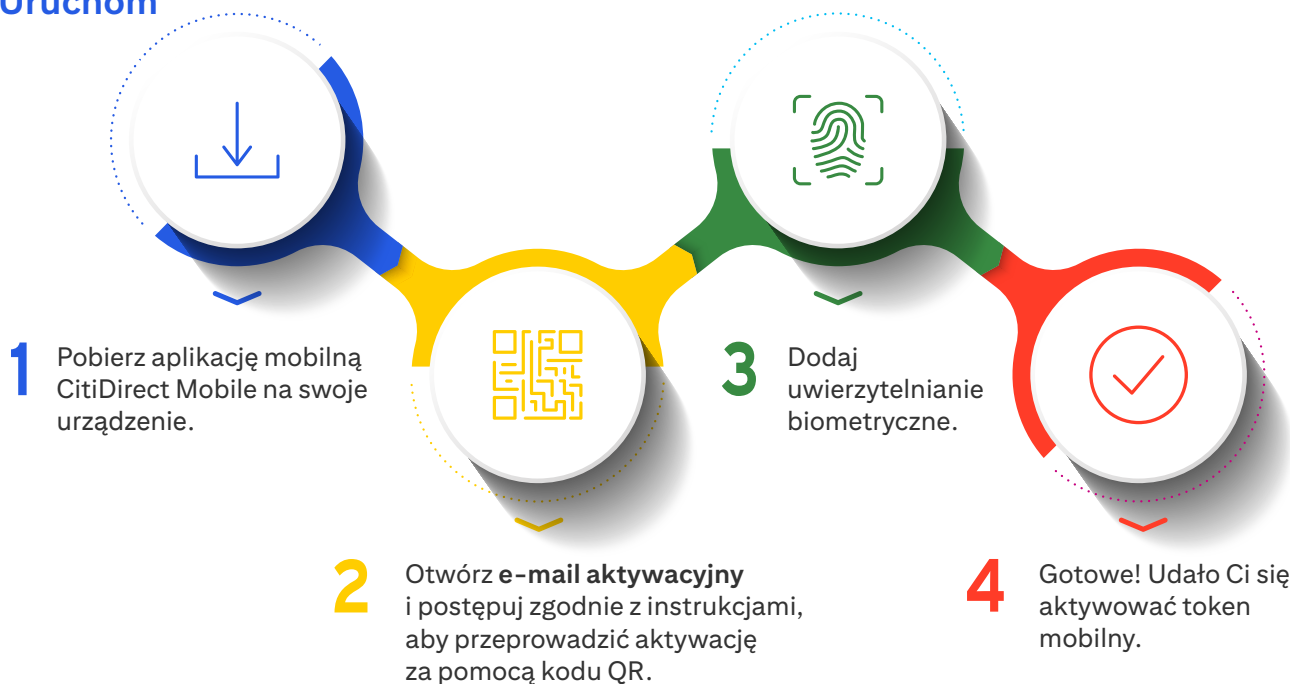 Uruchom
1
Pobierz aplikację mobilną
CitiDirect Mobile na swoje
urządzenie.
2
Otwórz e-mail aktywacyjny
i postępuj zgodnie z instrukcjami,
aby przeprowadzić aktywację
za pomocą kodu QR.
3
Dodaj
uwierzytelnianie
biometryczne.
4
Gotowe! Udało Ci się
aktywować token
mobilny.